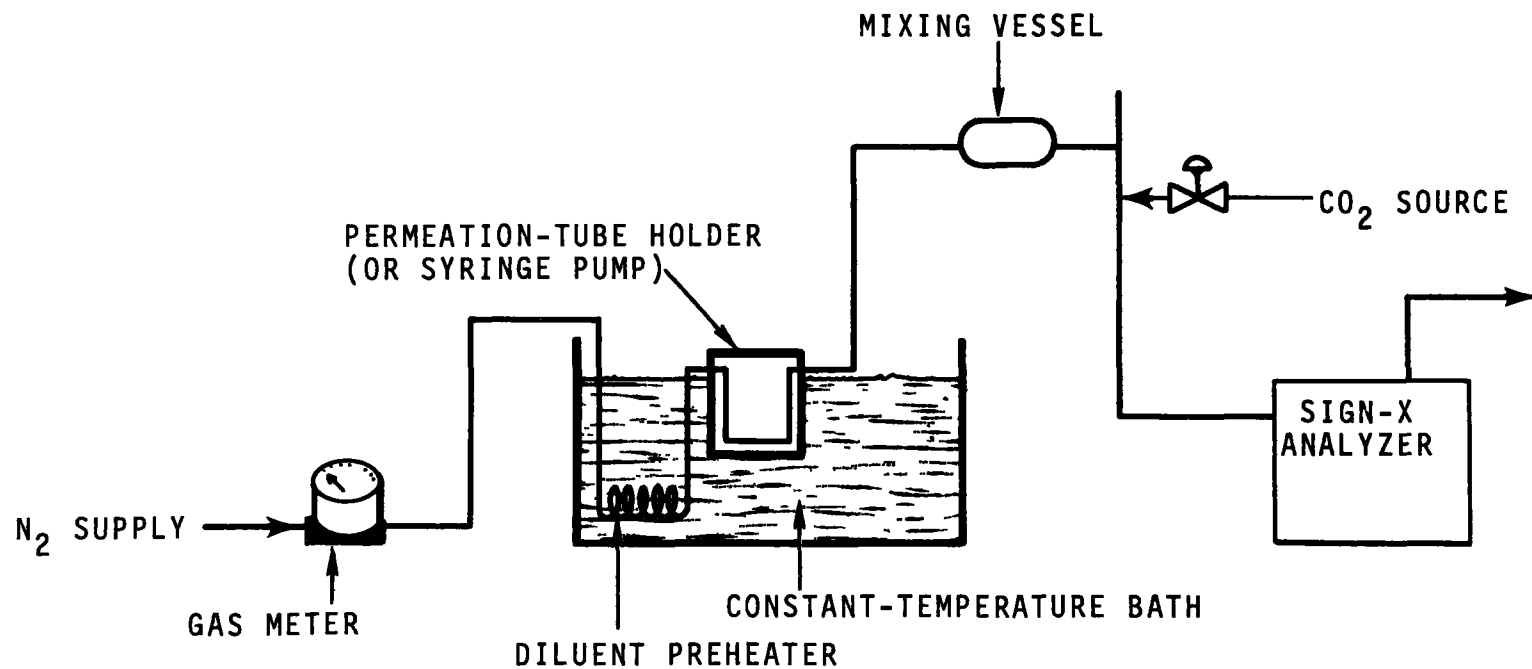 MIXING VESSEL
CO2 SOURCE
PERMEATION-TUBE HOLDER
(OR SYRINGE PUMP)
SIGN-X
ANALYZER
N2 SUPPLY
GAS METER
CONSTANT-TEMPERATURE BATH
DILUENT PREHEATER